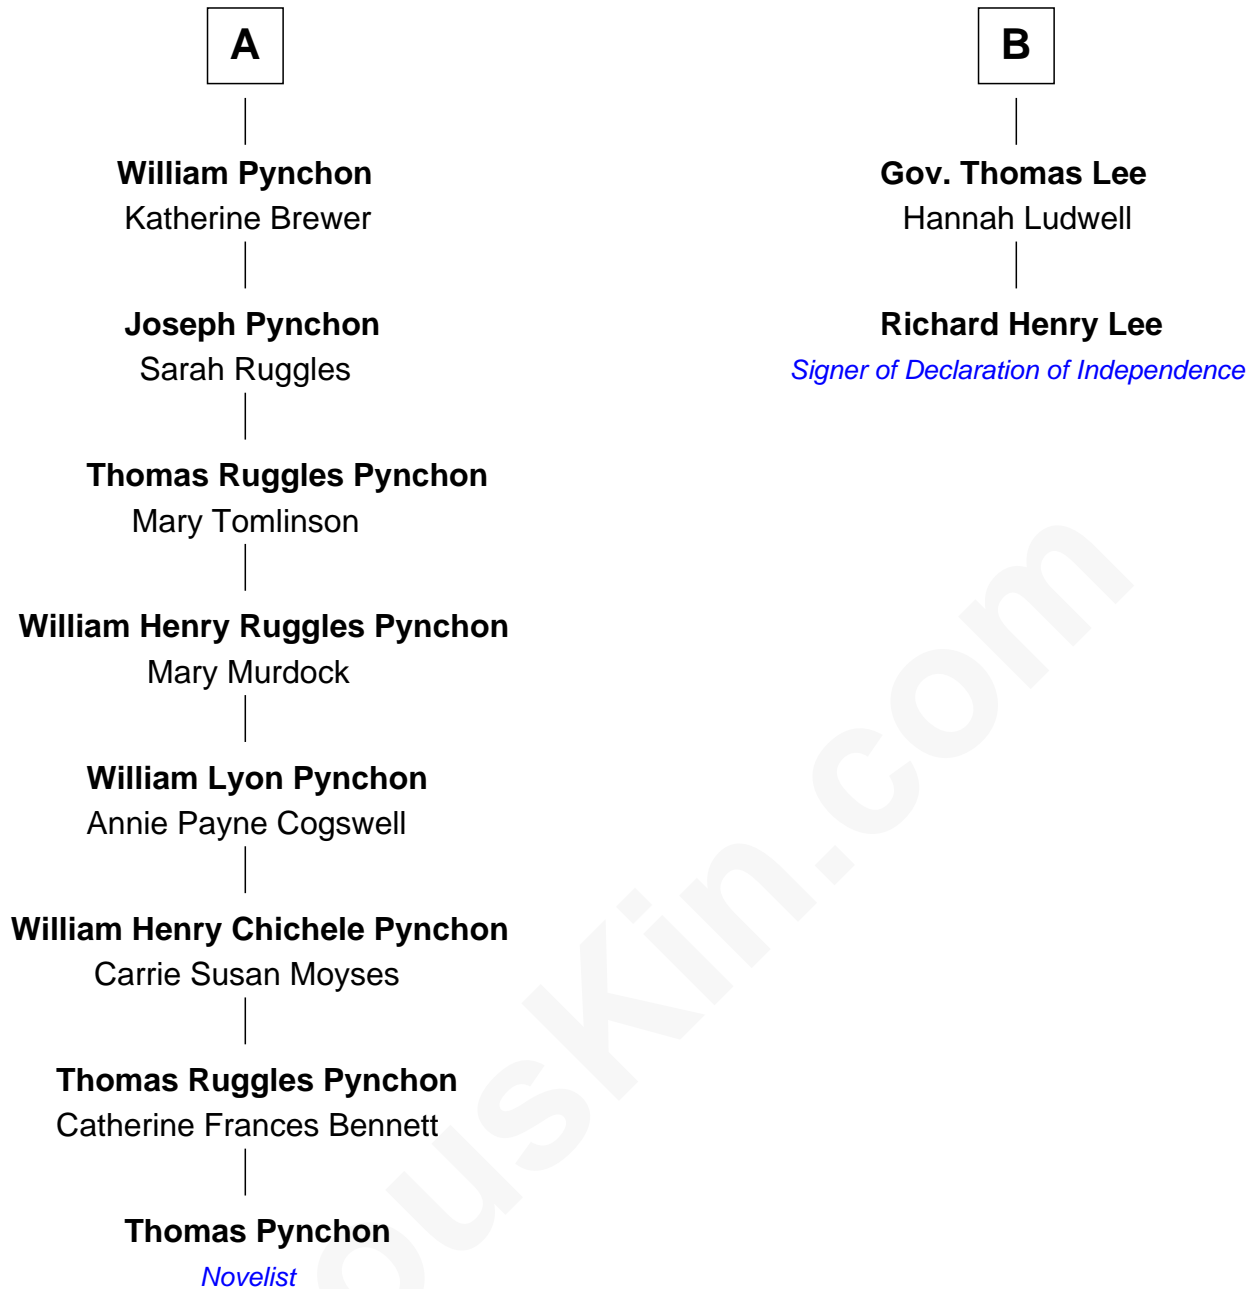 A
William Pynchon
Katherine Brewer
Joseph Pynchon
Sarah Ruggles
Thomas Ruggles Pynchon
Mary Tomlinson
William Henry Ruggles Pynchon
Mary Murdock
William Lyon Pynchon
Annie Payne Cogswell
William Henry Chichele Pynchon
Carrie Susan Moyses
Thomas Ruggles Pynchon
Catherine Frances Bennett
Thomas Pynchon
Novelist
B
Gov. Thomas Lee
Hannah Ludwell
Richard Henry Lee
Signer of Declaration of Independence
ouskin.com